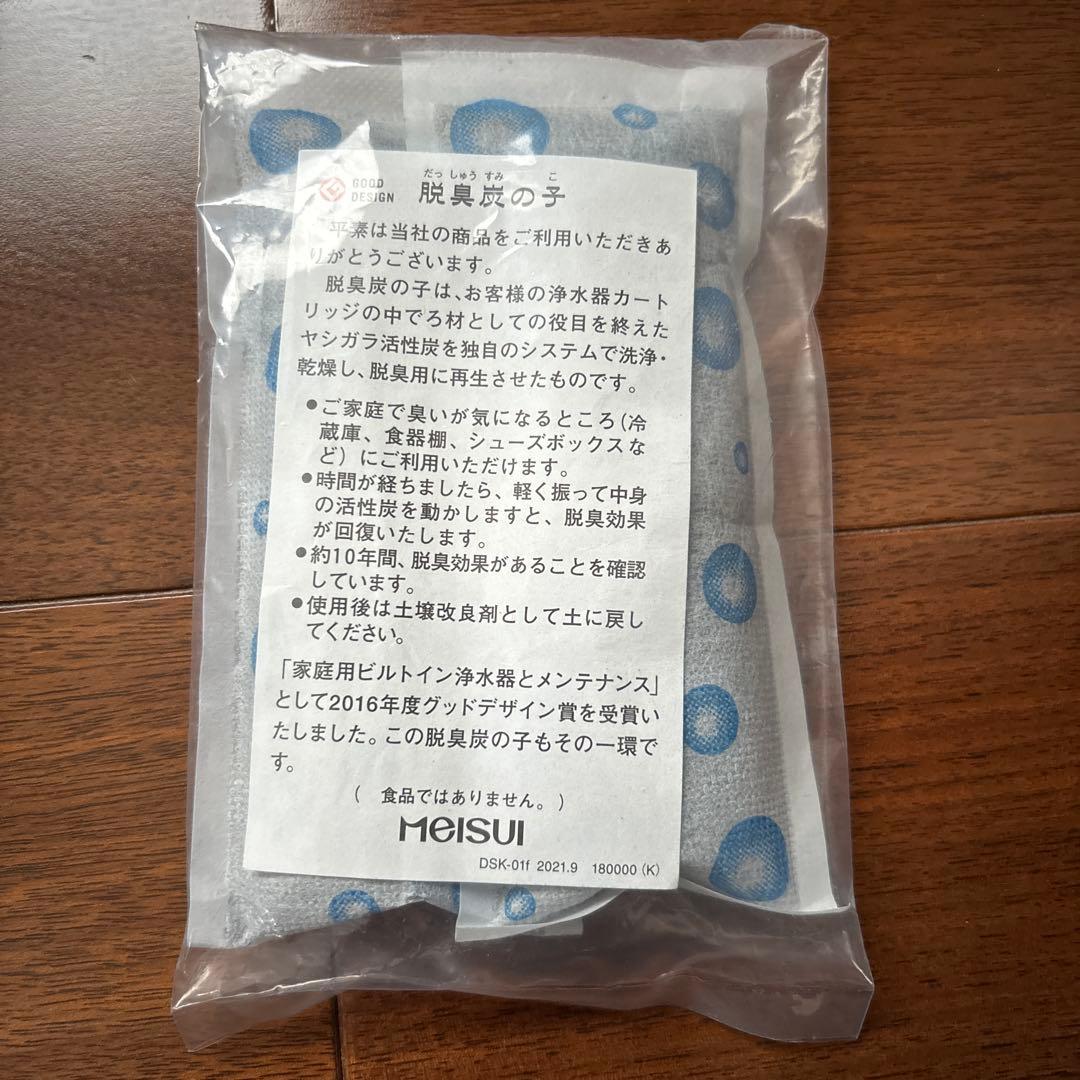 GOOD
DESIGN
だっ しゅう すみ こ
脱臭炭の子
平素は当社の商品をご利用いただきあ
りがとうございます。
脱臭炭の子は、お客様の浄水器カート
リッジの中でろ材としての役目を終えた
ヤシガラ活性炭を独自のシステムで洗浄・
乾燥し、脱臭用に再生させたものです。
●ご家庭で臭いが気になるところ(冷
蔵庫、食器棚、シューズボックスな
ど)にご利用いただけます。
●時間が経ちましたら、軽く振って中身
の活性炭を動かしますと、脱臭効果
が回復いたします。
●約10年間、脱臭効果があることを確認
しています。
●使用後は土壌改良剤として土に戻し
てください。
「家庭用ビルトイン浄水器とメンテナンス」
として2016年度グッドデザイン賞を受賞い
たしました。この脱臭炭の子もその一環で
す。
( 食品ではありません。)
MeISUI
DSK-01f 2021.9 180000(K)